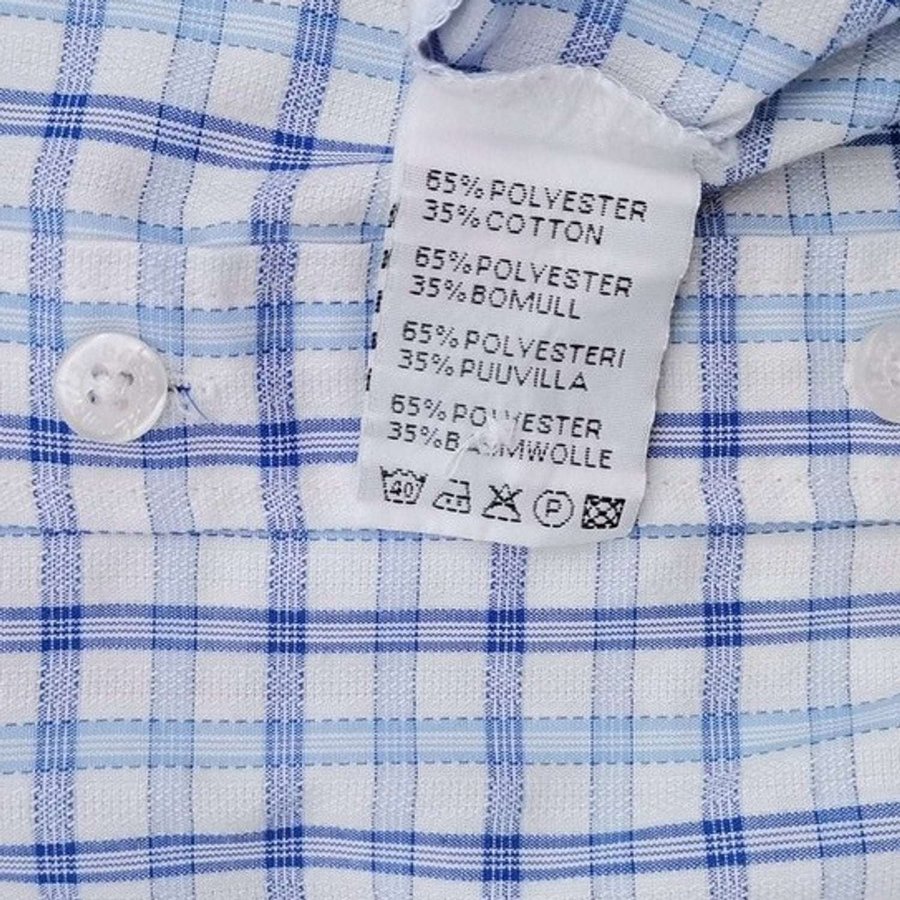 65% POLYESTER
35% COTTON
65% POLYESTER
35% BOMULL
65% POLYESTERI
35% PUUVILLA
65% POLYESTER
35% BAUMWOLLE
40 P